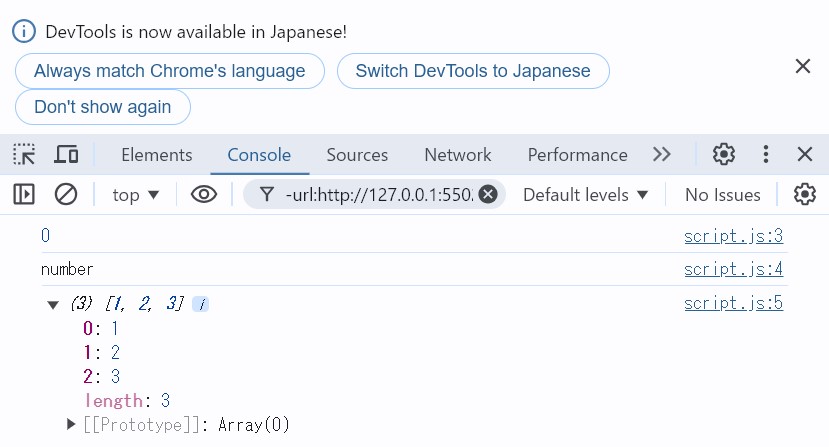 DevTools is now available in Japanese!
Always match Chrome's language
Switch DevTools to Japanese
Don't show again
Elements Console Sources Network Performance
top ▼ -url:http://127.0.0.1:550 Default levels ▼ No Issues
0 script.js:3
number script.js:4
▼ (3) [1, 2, 3] i script.js:5
0: 1
1: 2
2: 3
length: 3
▶ [[Prototype]]: Array(0)